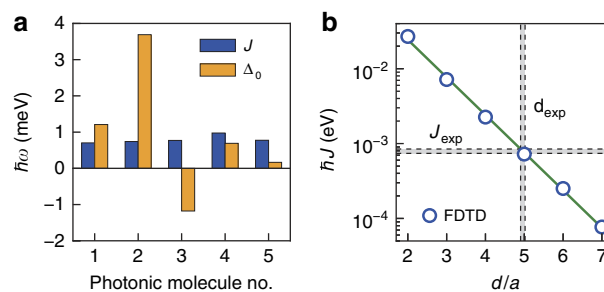 a
4
3
2
1
0
−1
−2
ħω (meV)
J
Δ₀
1 2 3 4 5
Photonic molecule no.
b
10⁻²
10⁻³
10⁻⁴
ħJ (eV)
J_exp
d_exp
FDTD
2 3 4 5 6 7
d/a